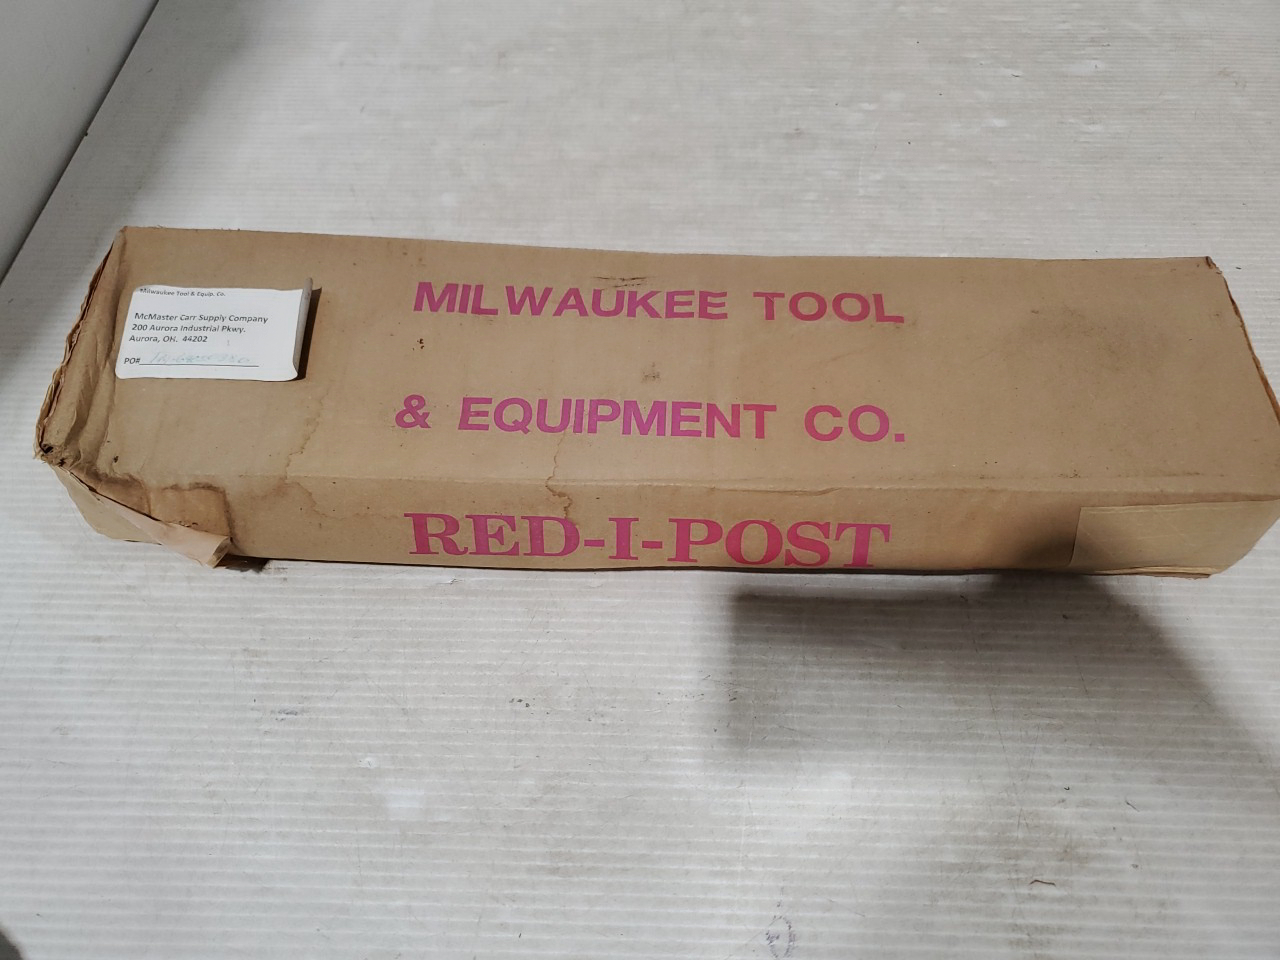 Milwaukee Tool & Equip. Co.
McMaster Carr Supply Company
200 Aurora Industrial Pkwy.
Aurora, OH. 44202
PO#
MILWAUKEE TOOL
& EQUIPMENT CO.
RED-I-POST